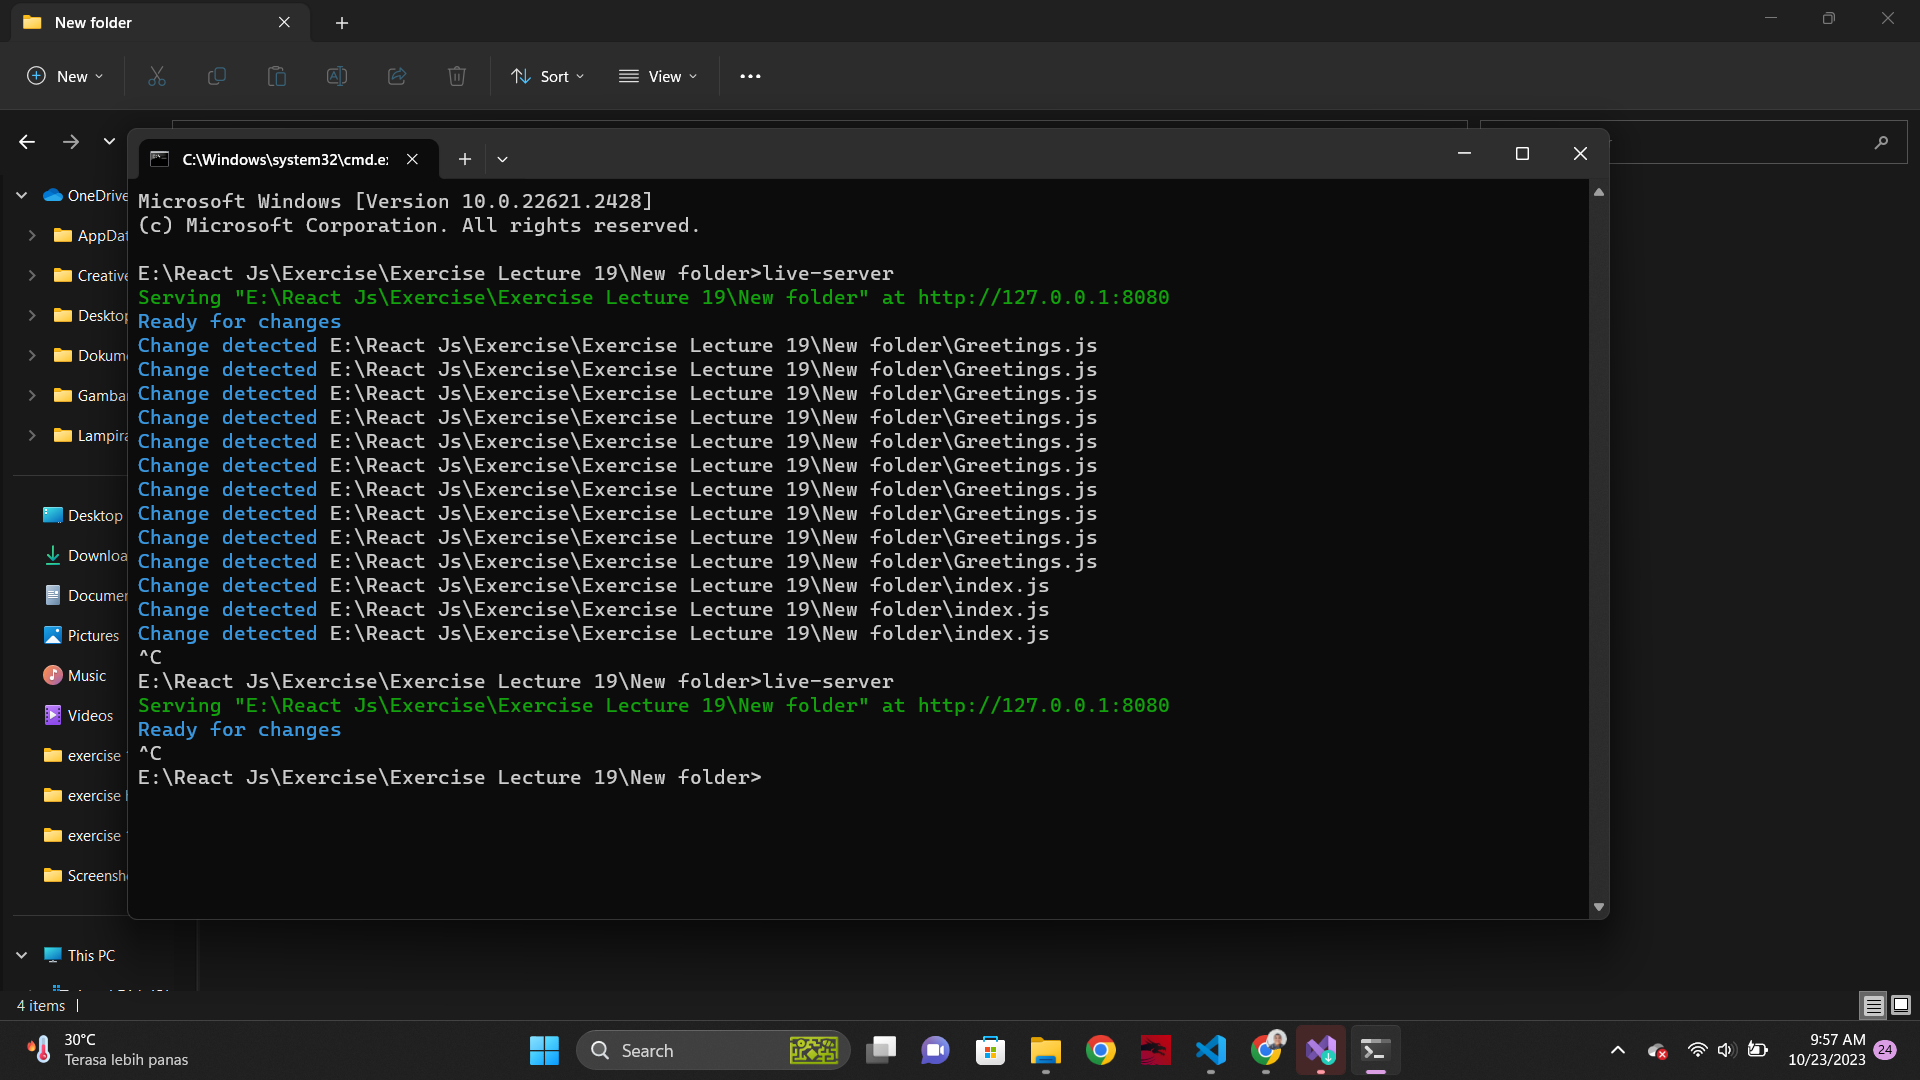 New folder
New
Sort
View
C:\Windows\system32\cmd.e
OneDrive
Microsoft Windows [Version 10.0.22621.2428]
(c) Microsoft Corporation. All rights reserved.
AppDat
Creative
E:\React Js\Exercise\Exercise Lecture 19\New folder>live-server
Serving "E:\React Js\Exercise\Exercise Lecture 19\New folder" at http://127.0.0.1:8080
Ready for changes
Desktop
Change detected E:\React Js\Exercise\Exercise Lecture 19\New folder\Greetings.js
Change detected E:\React Js\Exercise\Exercise Lecture 19\New folder\Greetings.js
Change detected E:\React Js\Exercise\Exercise Lecture 19\New folder\Greetings.js
Change detected E:\React Js\Exercise\Exercise Lecture 19\New folder\Greetings.js
Change detected E:\React Js\Exercise\Exercise Lecture 19\New folder\Greetings.js
Change detected E:\React Js\Exercise\Exercise Lecture 19\New folder\Greetings.js
Change detected E:\React Js\Exercise\Exercise Lecture 19\New folder\Greetings.js
Change detected E:\React Js\Exercise\Exercise Lecture 19\New folder\Greetings.js
Change detected E:\React Js\Exercise\Exercise Lecture 19\New folder\Greetings.js
Change detected E:\React Js\Exercise\Exercise Lecture 19\New folder\Greetings.js
Change detected E:\React Js\Exercise\Exercise Lecture 19\New folder\index.js
Change detected E:\React Js\Exercise\Exercise Lecture 19\New folder\index.js
Change detected E:\React Js\Exercise\Exercise Lecture 19\New folder\index.js
^C
E:\React Js\Exercise\Exercise Lecture 19\New folder>live-server
Serving "E:\React Js\Exercise\Exercise Lecture 19\New folder" at http://127.0.0.1:8080
Ready for changes
^C
E:\React Js\Exercise\Exercise Lecture 19\New folder>
Dokum
Gamba
Lampira
Desktop
Downloa
Documen
Pictures
Music
Videos
exercise
exercise
exercise
Screensh
This PC
4 items
30°C
Terasa lebih panas
Search
9:57 AM
10/23/2023
24